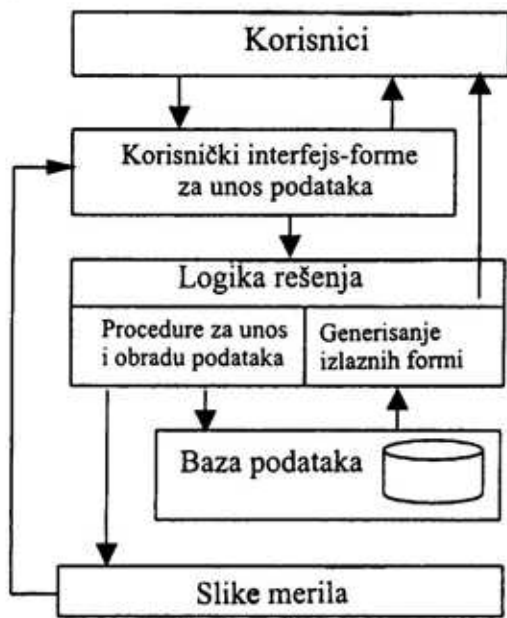 Korisnici
Korisnički interfejs-forme
za unos podataka
Logika rešenja
Procedure za unos
i obradu podataka
Generisanje
izlaznih formi
Baza podataka
Slike merila